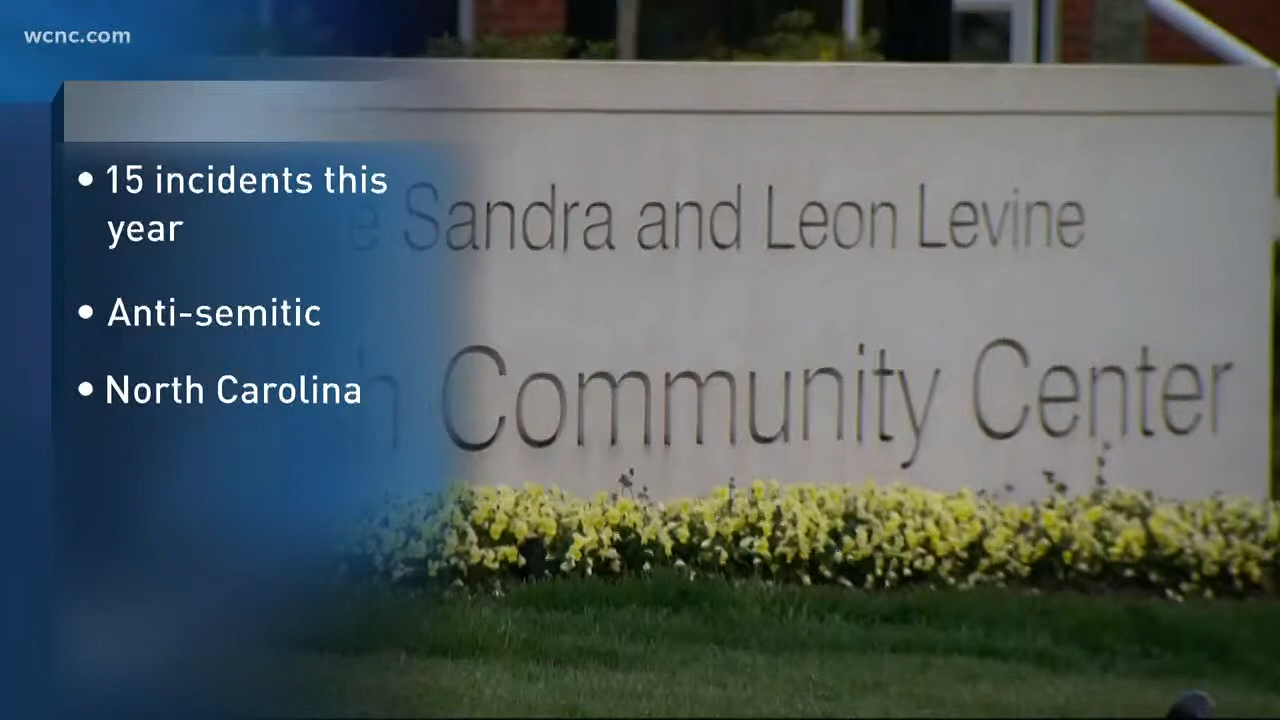 wcnc.com
• 15 incidents this
year
• Anti-semitic
• North Carolina
Sandra and Leon Levine
Community Center